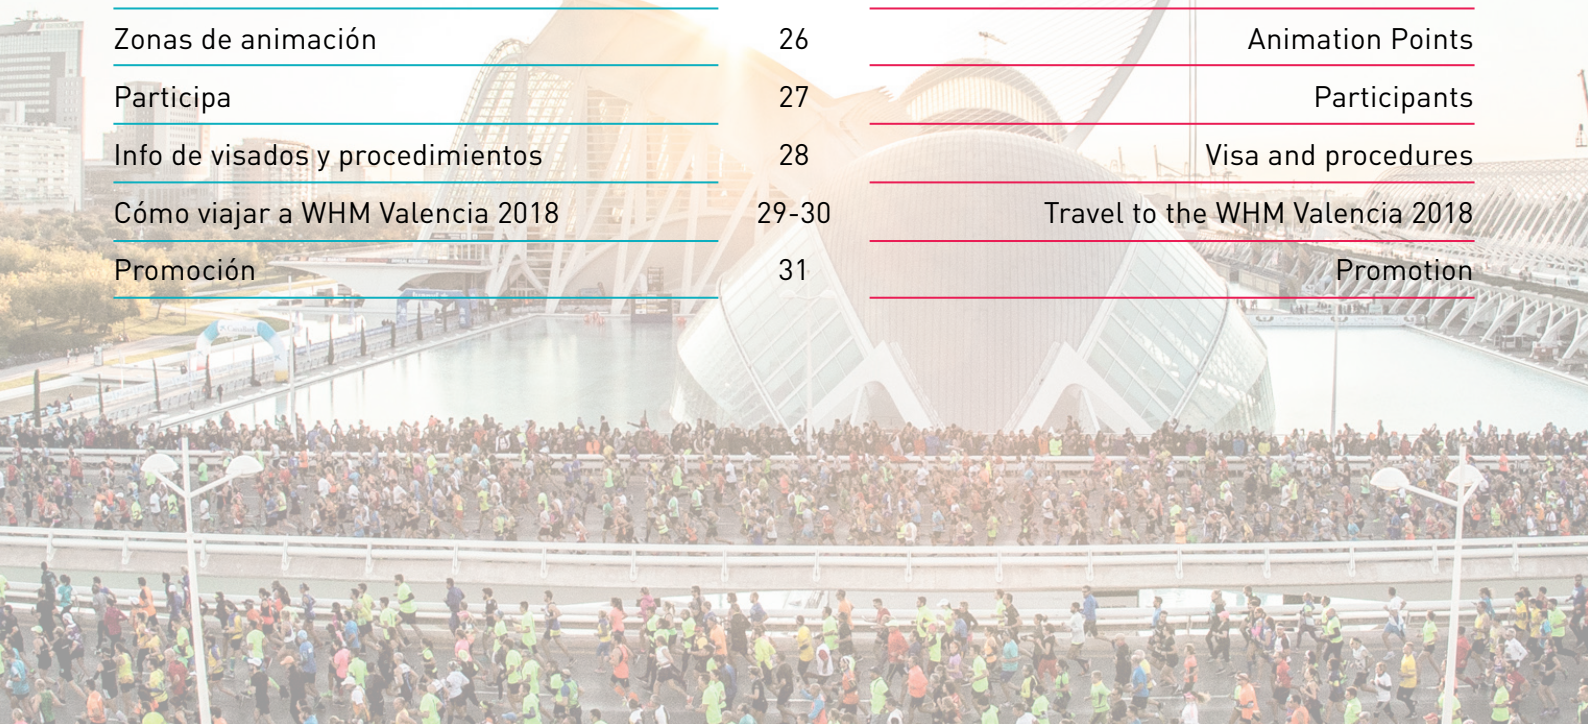 Zonas de animación 26 Animation Points
Participa 27 Participants
Info de visados y procedimientos 28 Visa and procedures
Cómo viajar a WHM Valencia 2018 29-30 Travel to the WHM Valencia 2018
Promoción 31 Promotion